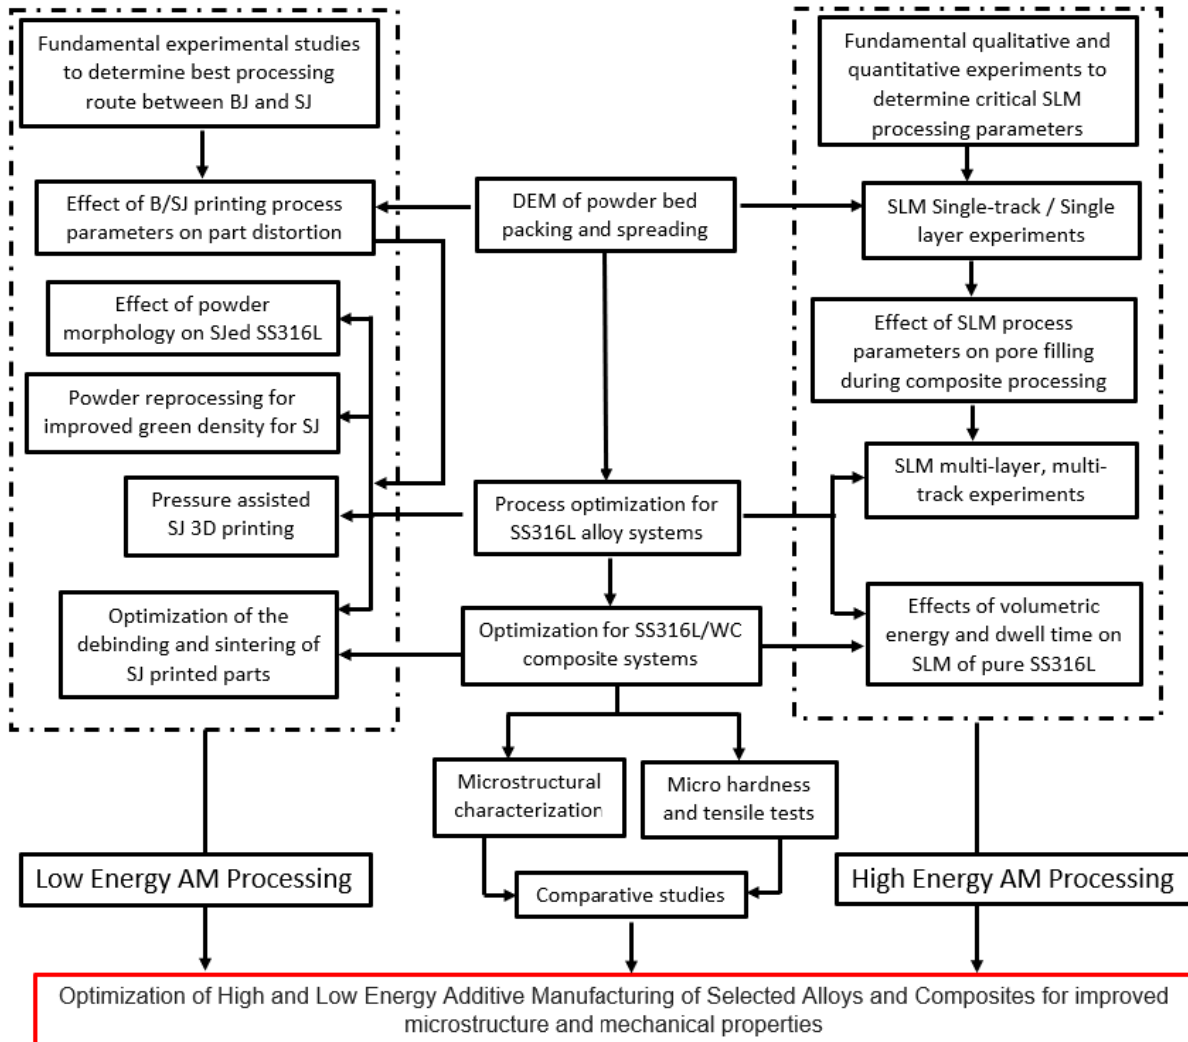 Fundamental experimental studies
to determine best processing
route between BJ and SJ
Effect of B/SJ printing process
parameters on part distortion
Effect of powder
morphology on SJed SS316L
Powder reprocessing for
improved green density for SJ
Pressure assisted
SJ 3D printing
Optimization of the
debinding and sintering of
SJ printed parts
Low Energy AM Processing
DEM of powder bed
packing and spreading
Process optimization for
SS316L alloy systems
Optimization for SS316L/WC
composite systems
Microstructural
characterization
Micro hardness
and tensile tests
Comparative studies
Fundamental qualitative and
quantitative experiments to
determine critical SLM
processing parameters
SLM Single-track / Single
layer experiments
Effect of SLM process
parameters on pore filling
during composite processing
SLM multi-layer, multi-
track experiments
Effects of volumetric
energy and dwell time on
SLM of pure SS316L
High Energy AM Processing
Optimization of High and Low Energy Additive Manufacturing of Selected Alloys and Composites for improved
microstructure and mechanical properties